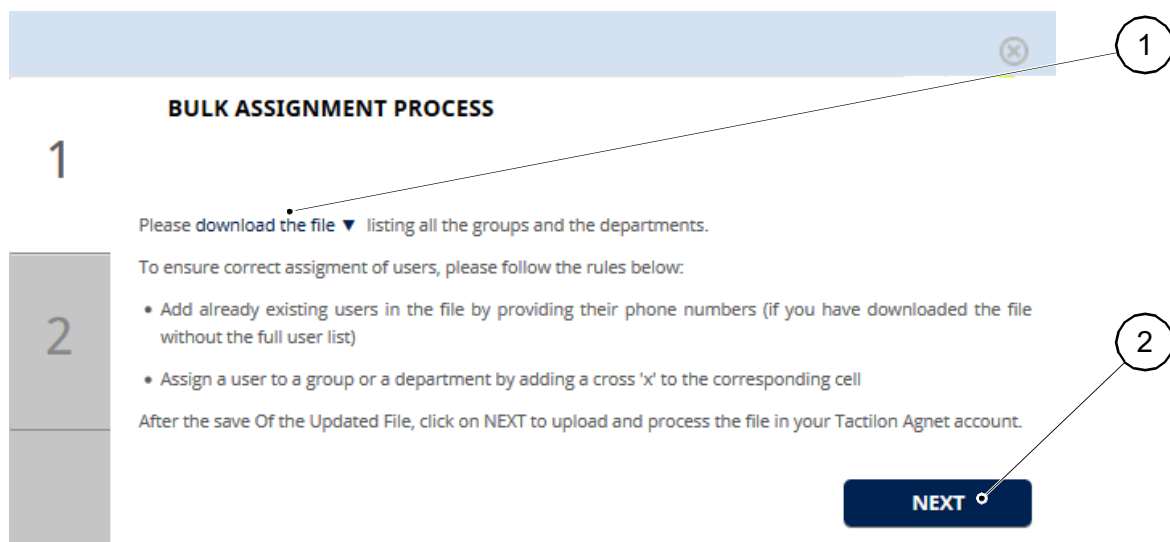 1
BULK ASSIGNMENT PROCESS
1
Please download the file ▼ listing all the groups and the departments.
To ensure correct assigment of users, please follow the rules below:
• Add already existing users in the file by providing their phone numbers (if you have downloaded the file
without the full user list)
2
2
• Assign a user to a group or a department by adding a cross 'x' to the corresponding cell
After the save Of the Updated File, click on NEXT to upload and process the file in your Tactilon Agnet account.
NEXT